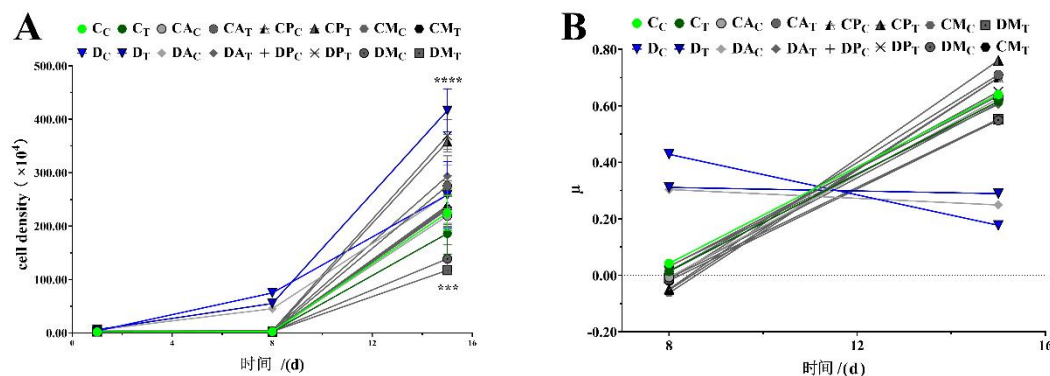 A
C_C C_T CA_C CA_T CP_C CP_T CM_C CM_T
D_C D_T DA_C DA_T DP_C DP_T DM_C DM_T
500.00
400.00
300.00
200.00
100.00
0.00
cell density（ ×10⁴）
****
***
0 4 8 12 16
时间 /(d)
B
C_C C_T CA_C CA_T CP_C CP_T CM_C DM_T
D_C D_T DA_C DA_T DP_C DP_T DM_C CM_T
0.80
0.60
0.40
0.20
0.00
-0.20
μ
8 12 16
时间/(d)